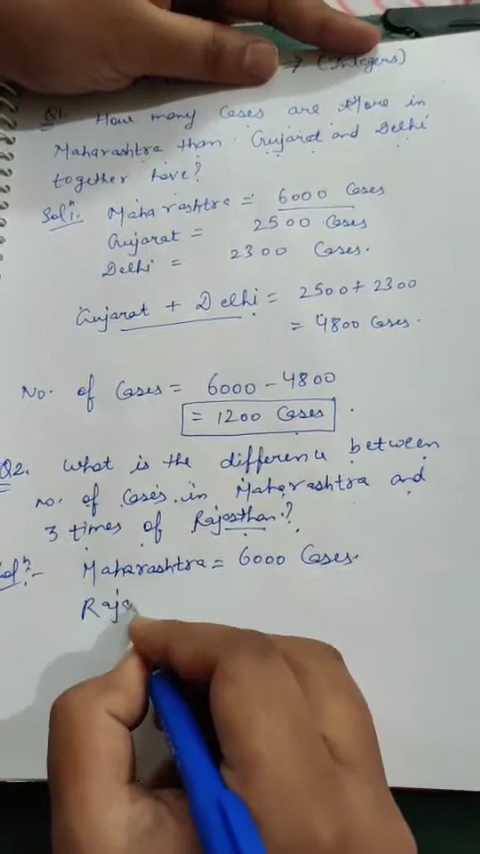 → (Integers)
Q1. How many Cases are More in
Maharashtra than Gujarat and Delhi
together have?
Solⁿ. Maharashtra = 6000 Cases
Gujarat = 2500 Cases
Delhi = 2300 Cases.
Gujarat + Delhi = 2500 + 2300
= 4800 Cases.
No. of Cases = 6000 - 4800
= 1200 Cases.
Q2. What is the difference between
no. of Cases in Maharashtra and
3 times of Rajasthan.?
Solⁿ:- Maharashtra = 6000 Cases.
Raja